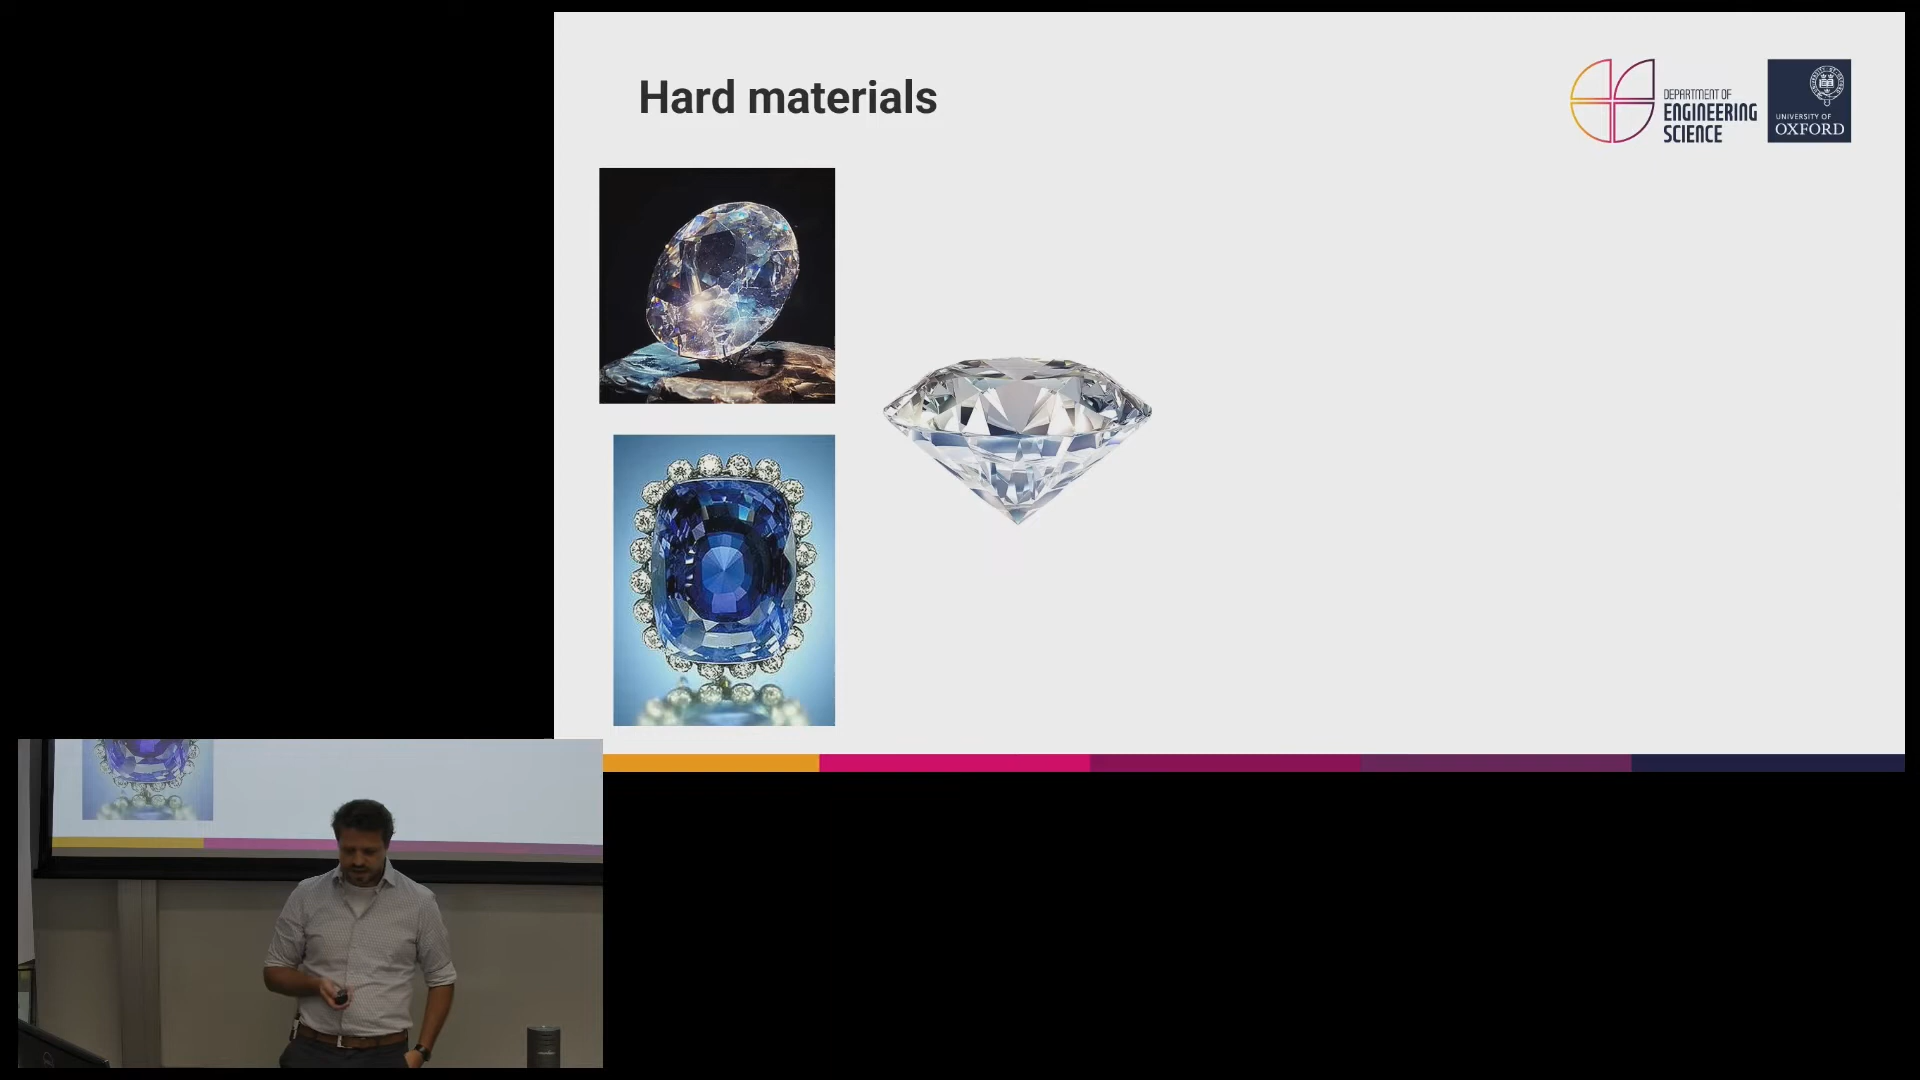 Hard materials
DEPARTMENT OF
ENGINEERING
SCIENCE
UNIVERSITY OF
OXFORD